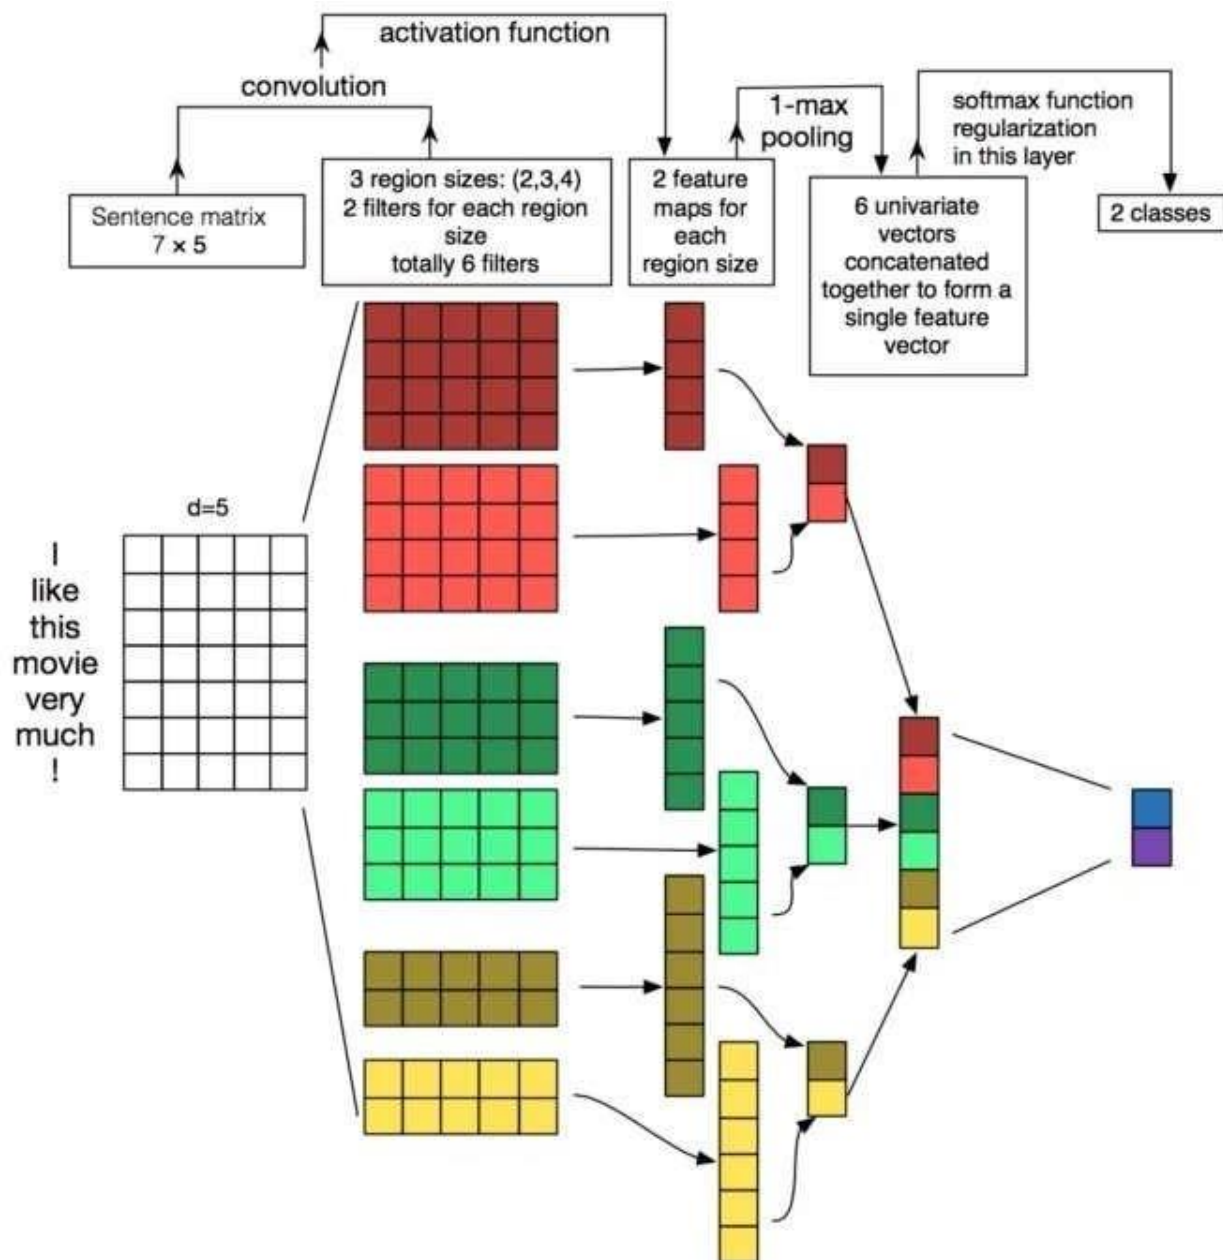 activation function
convolution
1-max
pooling
softmax function
regularization
in this layer
Sentence matrix
7 × 5
3 region sizes: (2,3,4)
2 filters for each region
size
totally 6 filters
2 feature
maps for
each
region size
6 univariate
vectors
concatenated
together to form a
single feature
vector
2 classes
d=5
I
like
this
movie
very
much
!